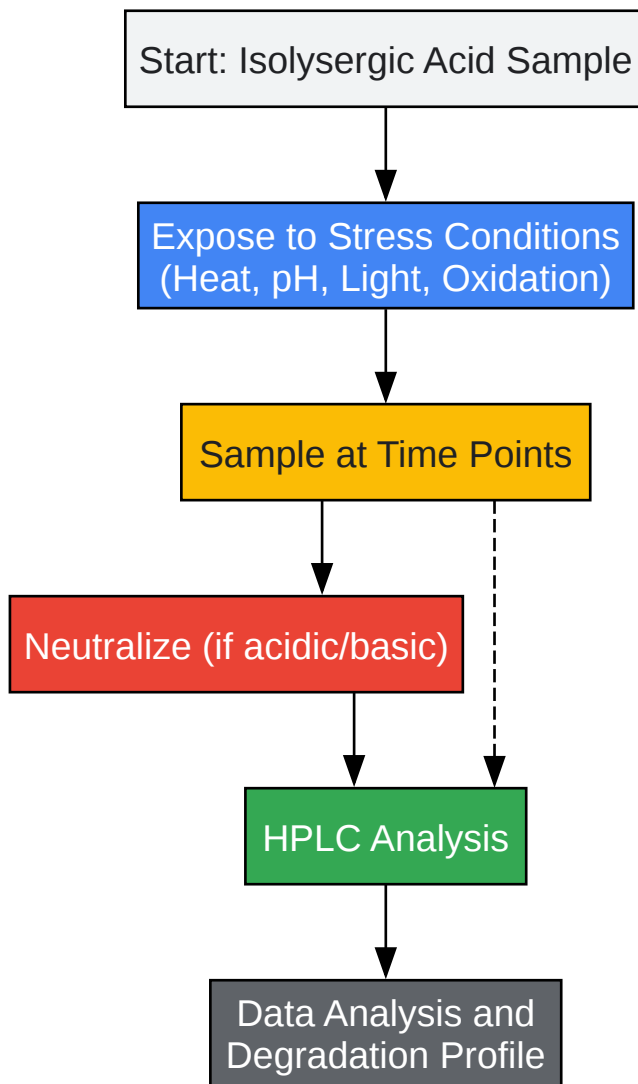 Start: Isolysergic Acid Sample
Expose to Stress Conditions
(Heat, pH, Light, Oxidation)
Sample at Time Points
Neutralize (if acidic/basic)
HPLC Analysis
Data Analysis and
Degradation Profile